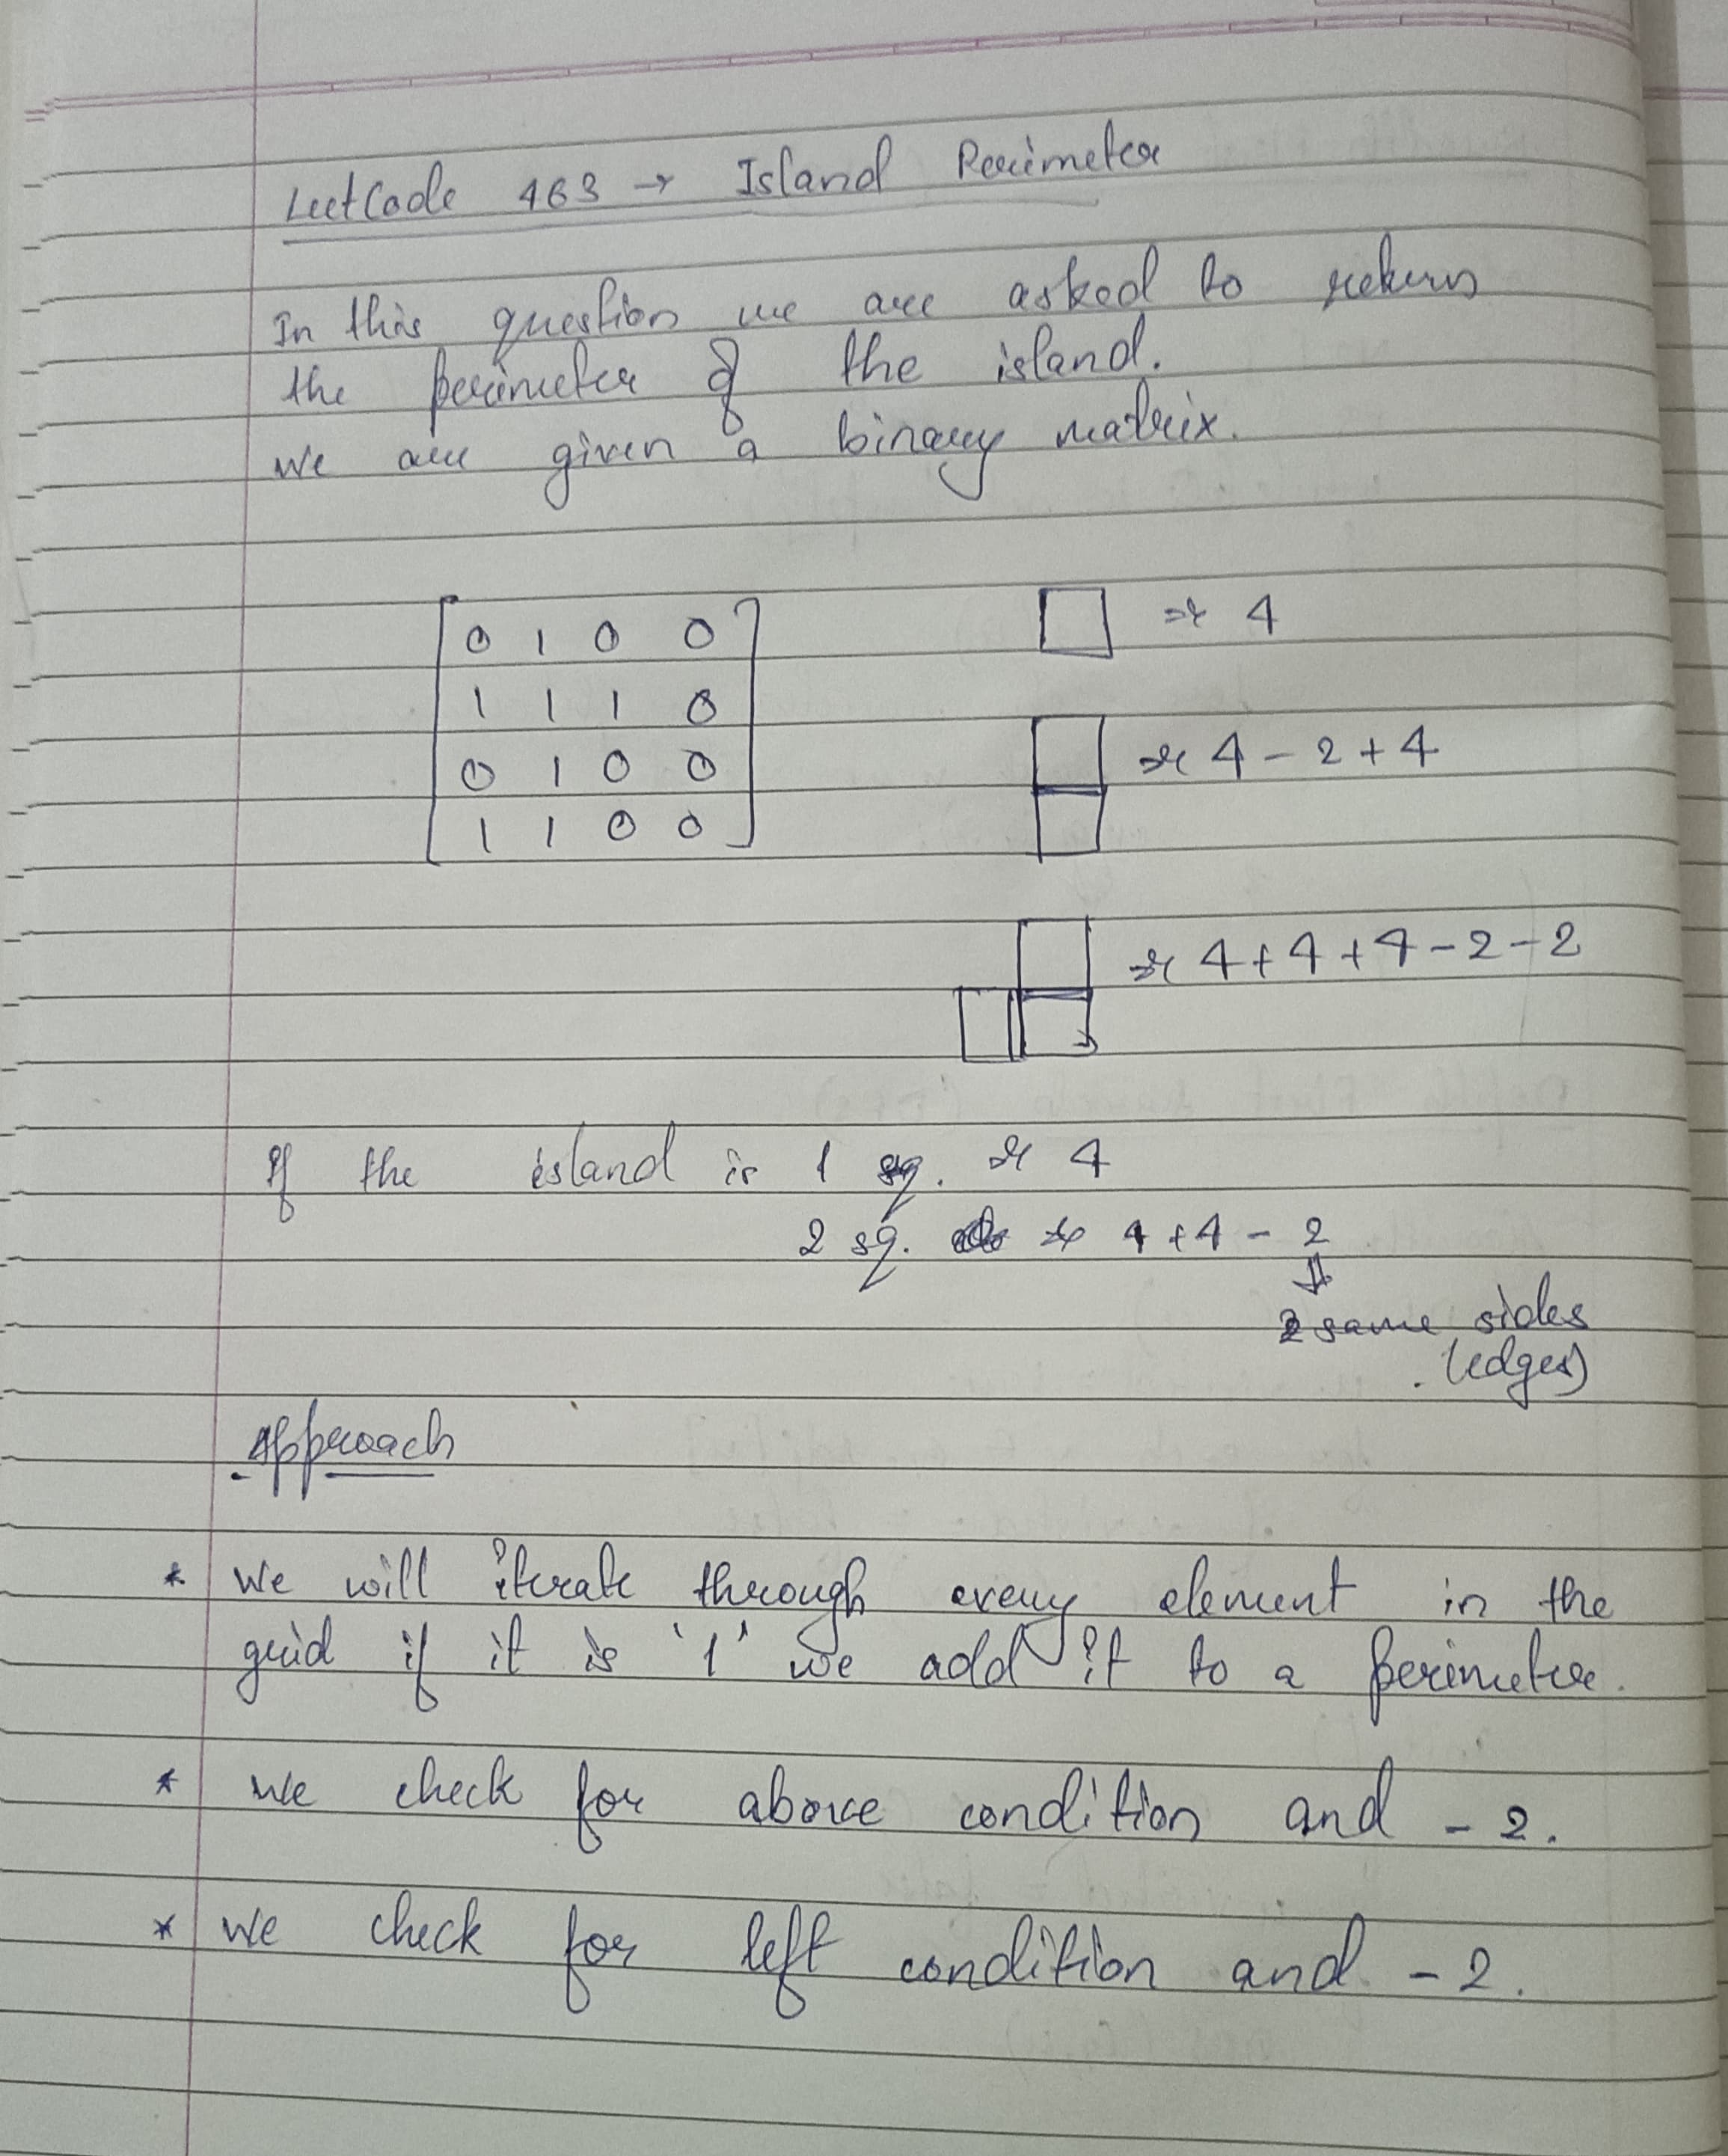 LeetCode 463 → Island Perimeter
In this question we are asked to return
the perimeter of the island.
We are given a binary matrix.
0 1 0 0
1 1 1 0
0 1 0 0
1 1 0 0
⇒ 4
⇒ 4 - 2 + 4
⇒ 4 + 4 + 4 - 2 - 2
If the island is 1 sq. ⇒ 4
2 sq. ⇒ 4 + 4 - 2
⇓
2 same sides
(edges)
Approach
* We will iterate through every element in the
grid if it is '1' we add it to a perimeter.
* We check for above condition and - 2.
* We check for left condition and - 2.